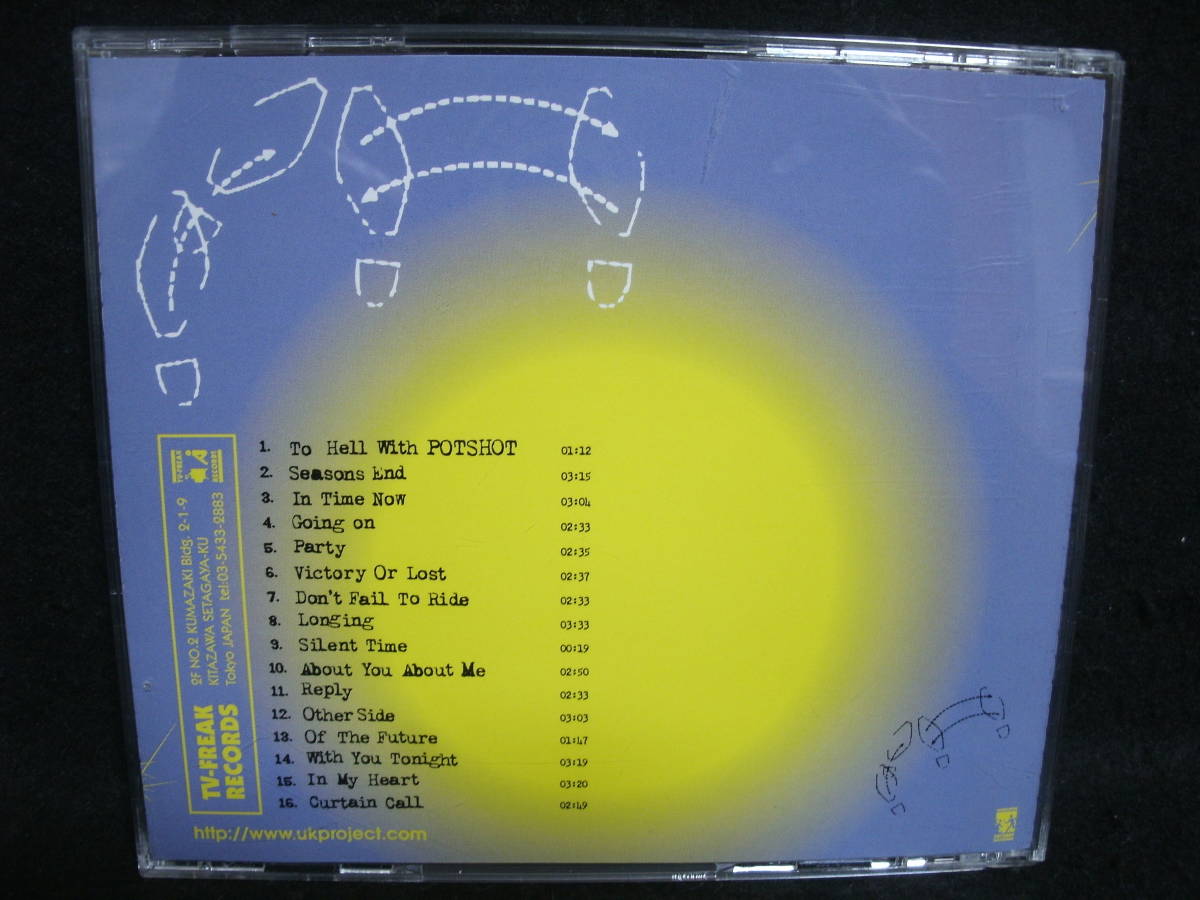 1. To Hell With POTSHOT 01:12
2. Seasons End 03:15
3. In Time Now 03:04
4. Going on 02:33
5. Party 02:35
6. Victory Or Lost 02:37
7. Don't Fail To Ride 02:33
8. Longing 03:33
9. Silent Time 00:19
10. About You About Me 02:50
11. Reply 02:33
12. Other Side 03:03
13. Of The Future 01:47
14. With You Tonight 03:19
15. In My Heart 03:20
16. Curtain Call 02:49
TV-FREAK
RECORDS
TV-FREAK
RECORDS
2F NO.2 KUMAZAKI Bldg. 2-1-9
KITAZAWA SETAGAYA-KU
Tokyo JAPAN tel:03-5433-2883
http://www.ukproject.com